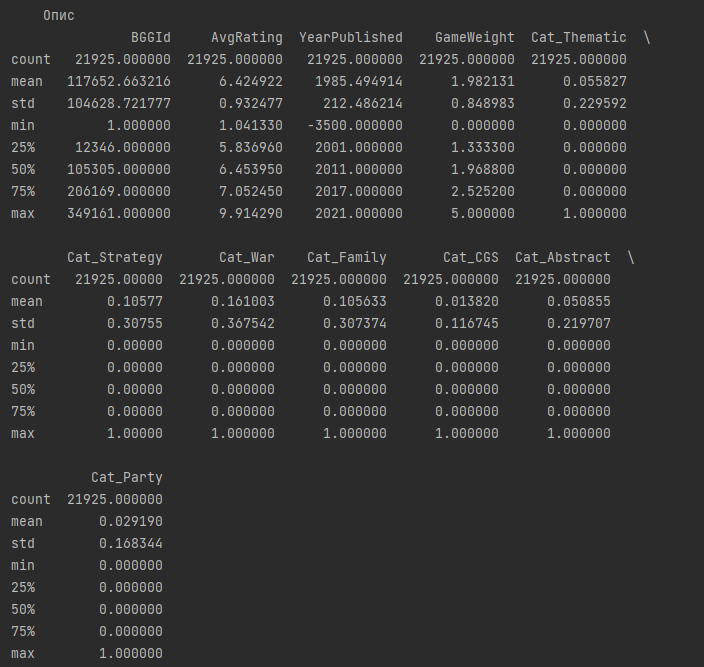 Опис
BGGId AvgRating YearPublished GameWeight Cat_Thematic \
count 21925.000000 21925.000000 21925.000000 21925.000000 21925.000000
mean 117652.663216 6.424922 1985.494914 1.982131 0.055827
std 104628.721777 0.932477 212.486214 0.848983 0.229592
min 1.000000 1.041330 -3500.000000 0.000000 0.000000
25% 12346.000000 5.836960 2001.000000 1.333300 0.000000
50% 105305.000000 6.453950 2011.000000 1.968800 0.000000
75% 206169.000000 7.052450 2017.000000 2.525200 0.000000
max 349161.000000 9.914290 2021.000000 5.000000 1.000000
Cat_Strategy Cat_War Cat_Family Cat_CGS Cat_Abstract \
count 21925.00000 21925.000000 21925.000000 21925.000000 21925.000000
mean 0.10577 0.161003 0.105633 0.013820 0.050855
std 0.30755 0.367542 0.307374 0.116745 0.219707
min 0.00000 0.000000 0.000000 0.000000 0.000000
25% 0.00000 0.000000 0.000000 0.000000 0.000000
50% 0.00000 0.000000 0.000000 0.000000 0.000000
75% 0.00000 0.000000 0.000000 0.000000 0.000000
max 1.00000 1.000000 1.000000 1.000000 1.000000
Cat_Party
count 21925.000000
mean 0.029190
std 0.168344
min 0.000000
25% 0.000000
50% 0.000000
75% 0.000000
max 1.000000